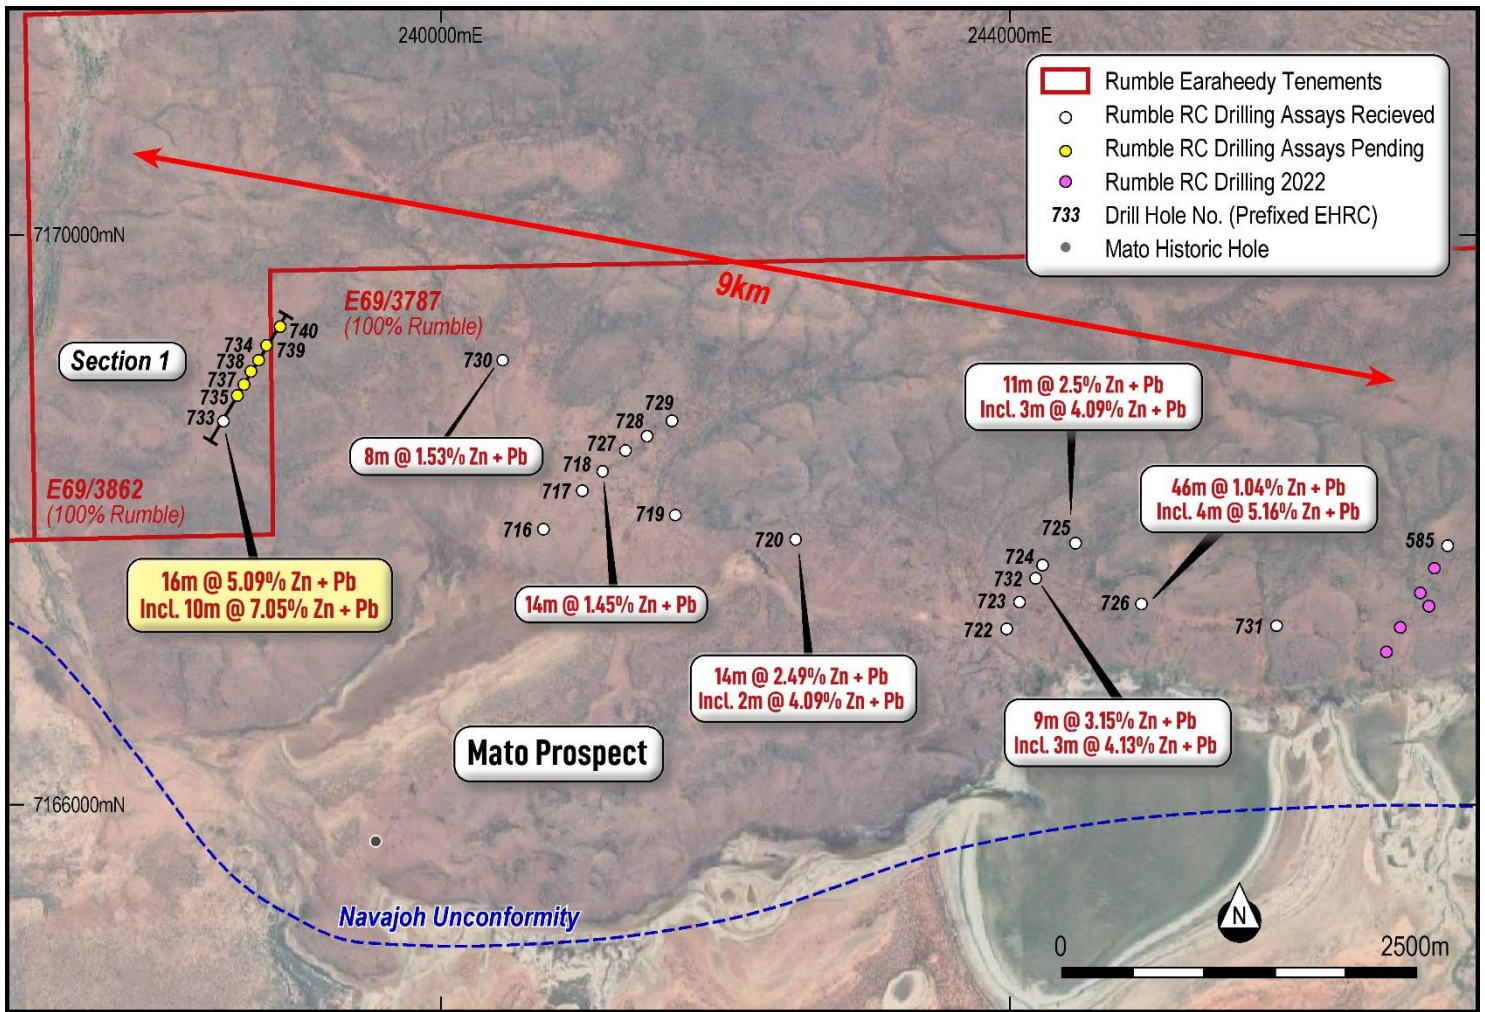 240000mE
244000mE
Rumble Earaheedy Tenements
Rumble RC Drilling Assays Recieved
Rumble RC Drilling Assays Pending
Rumble RC Drilling 2022
733 Drill Hole No. (Prefixed EHRC)
Mato Historic Hole
7170000mN
9km
E69/3787
(100% Rumble)
Section 1
740
734
739
738
737
735
733
730
8m @ 1.53% Zn + Pb
729
728
727
718
717
716
719
14m @ 1.45% Zn + Pb
720
14m @ 2.49% Zn + Pb
Incl. 2m @ 4.09% Zn + Pb
11m @ 2.5% Zn + Pb
Incl. 3m @ 4.09% Zn + Pb
46m @ 1.04% Zn + Pb
Incl. 4m @ 5.16% Zn + Pb
725
724
732
723
722
726
731
585
9m @ 3.15% Zn + Pb
Incl. 3m @ 4.13% Zn + Pb
E69/3862
(100% Rumble)
16m @ 5.09% Zn + Pb
Incl. 10m @ 7.05% Zn + Pb
Mato Prospect
7166000mN
Navajoh Unconformity
N
0 2500m